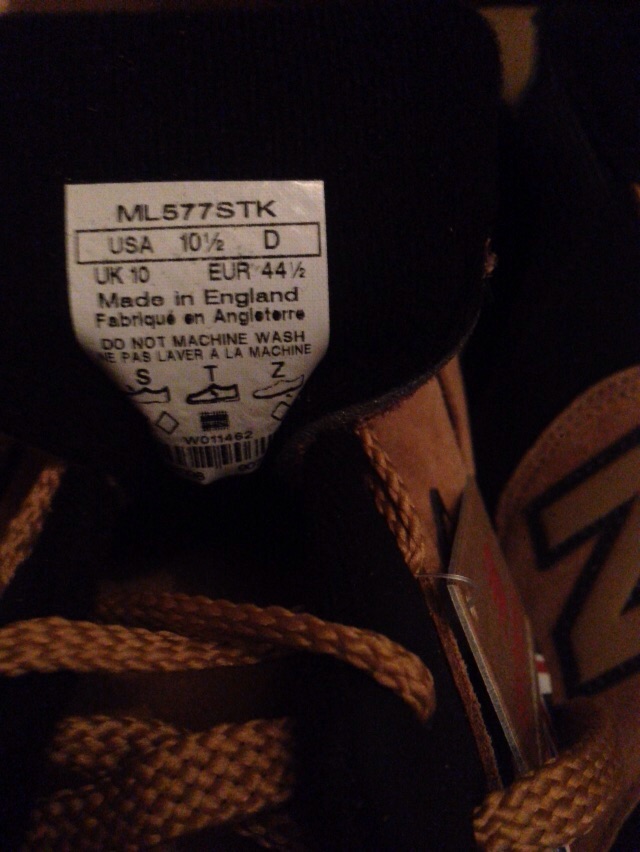 ML577STK
USA 10½ D
UK 10 EUR 44½
Made in England
Fabriqué en Angleterre
DO NOT MACHINE WASH
NE PAS LAVER A LA MACHINE
S T Z
W011462
N